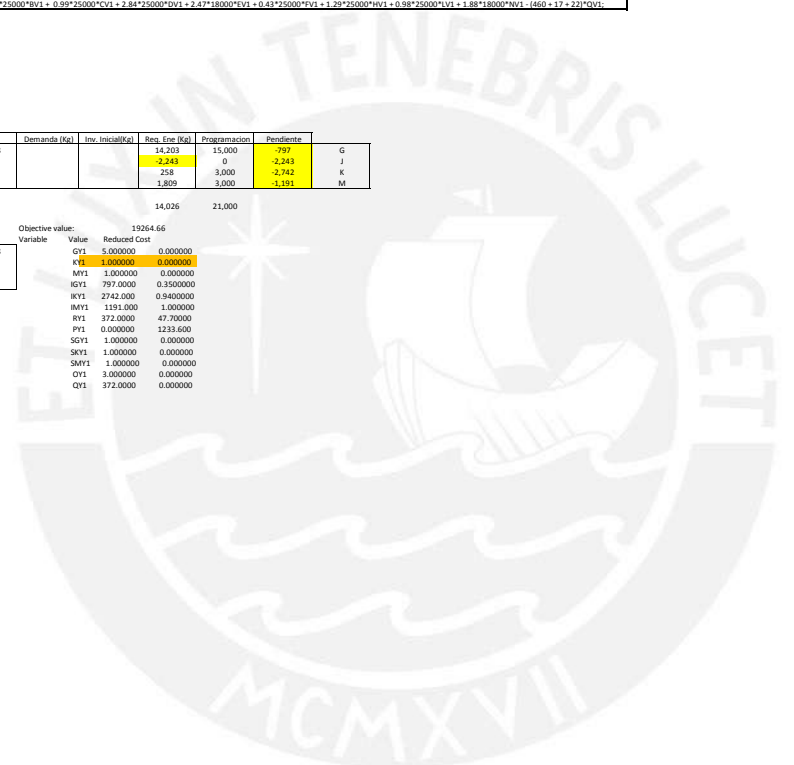 *25000*BV1 + 0.99*25000*CV1 + 2.84*25000*DV1 + 2.47*18000*EV1 + 0.43*25000*FV1 + 1.29*25000*HV1 + 0.98*25000*LV1 + 1.88*18000*NV1 - (460 + 17 + 22)*QV1;
Demanda (Kg) Inv. Inicial(Kg) Req. Ene (Kg) Programacion Pendiente
14,203 15,000 -797 G
-2,243 0 -2,243 J
258 3,000 -2,742 K
1,809 3,000 -1,191 M
14,026 21,000
Objective value: 19264.66
Variable Value Reduced Cost
GY1 5.000000 0.000000
KY1 1.000000 0.000000
MY1 1.000000 0.000000
IGY1 797.0000 0.3500000
IKY1 2742.000 0.9400000
IMY1 1191.000 1.000000
RY1 372.0000 47.70000
PY1 0.000000 1233.600
SGY1 1.000000 0.000000
SKY1 1.000000 0.000000
SMY1 1.000000 0.000000
OY1 3.000000 0.000000
QY1 372.0000 0.000000
ET LUX IN TENEBRIS LUCET
MCMXVII